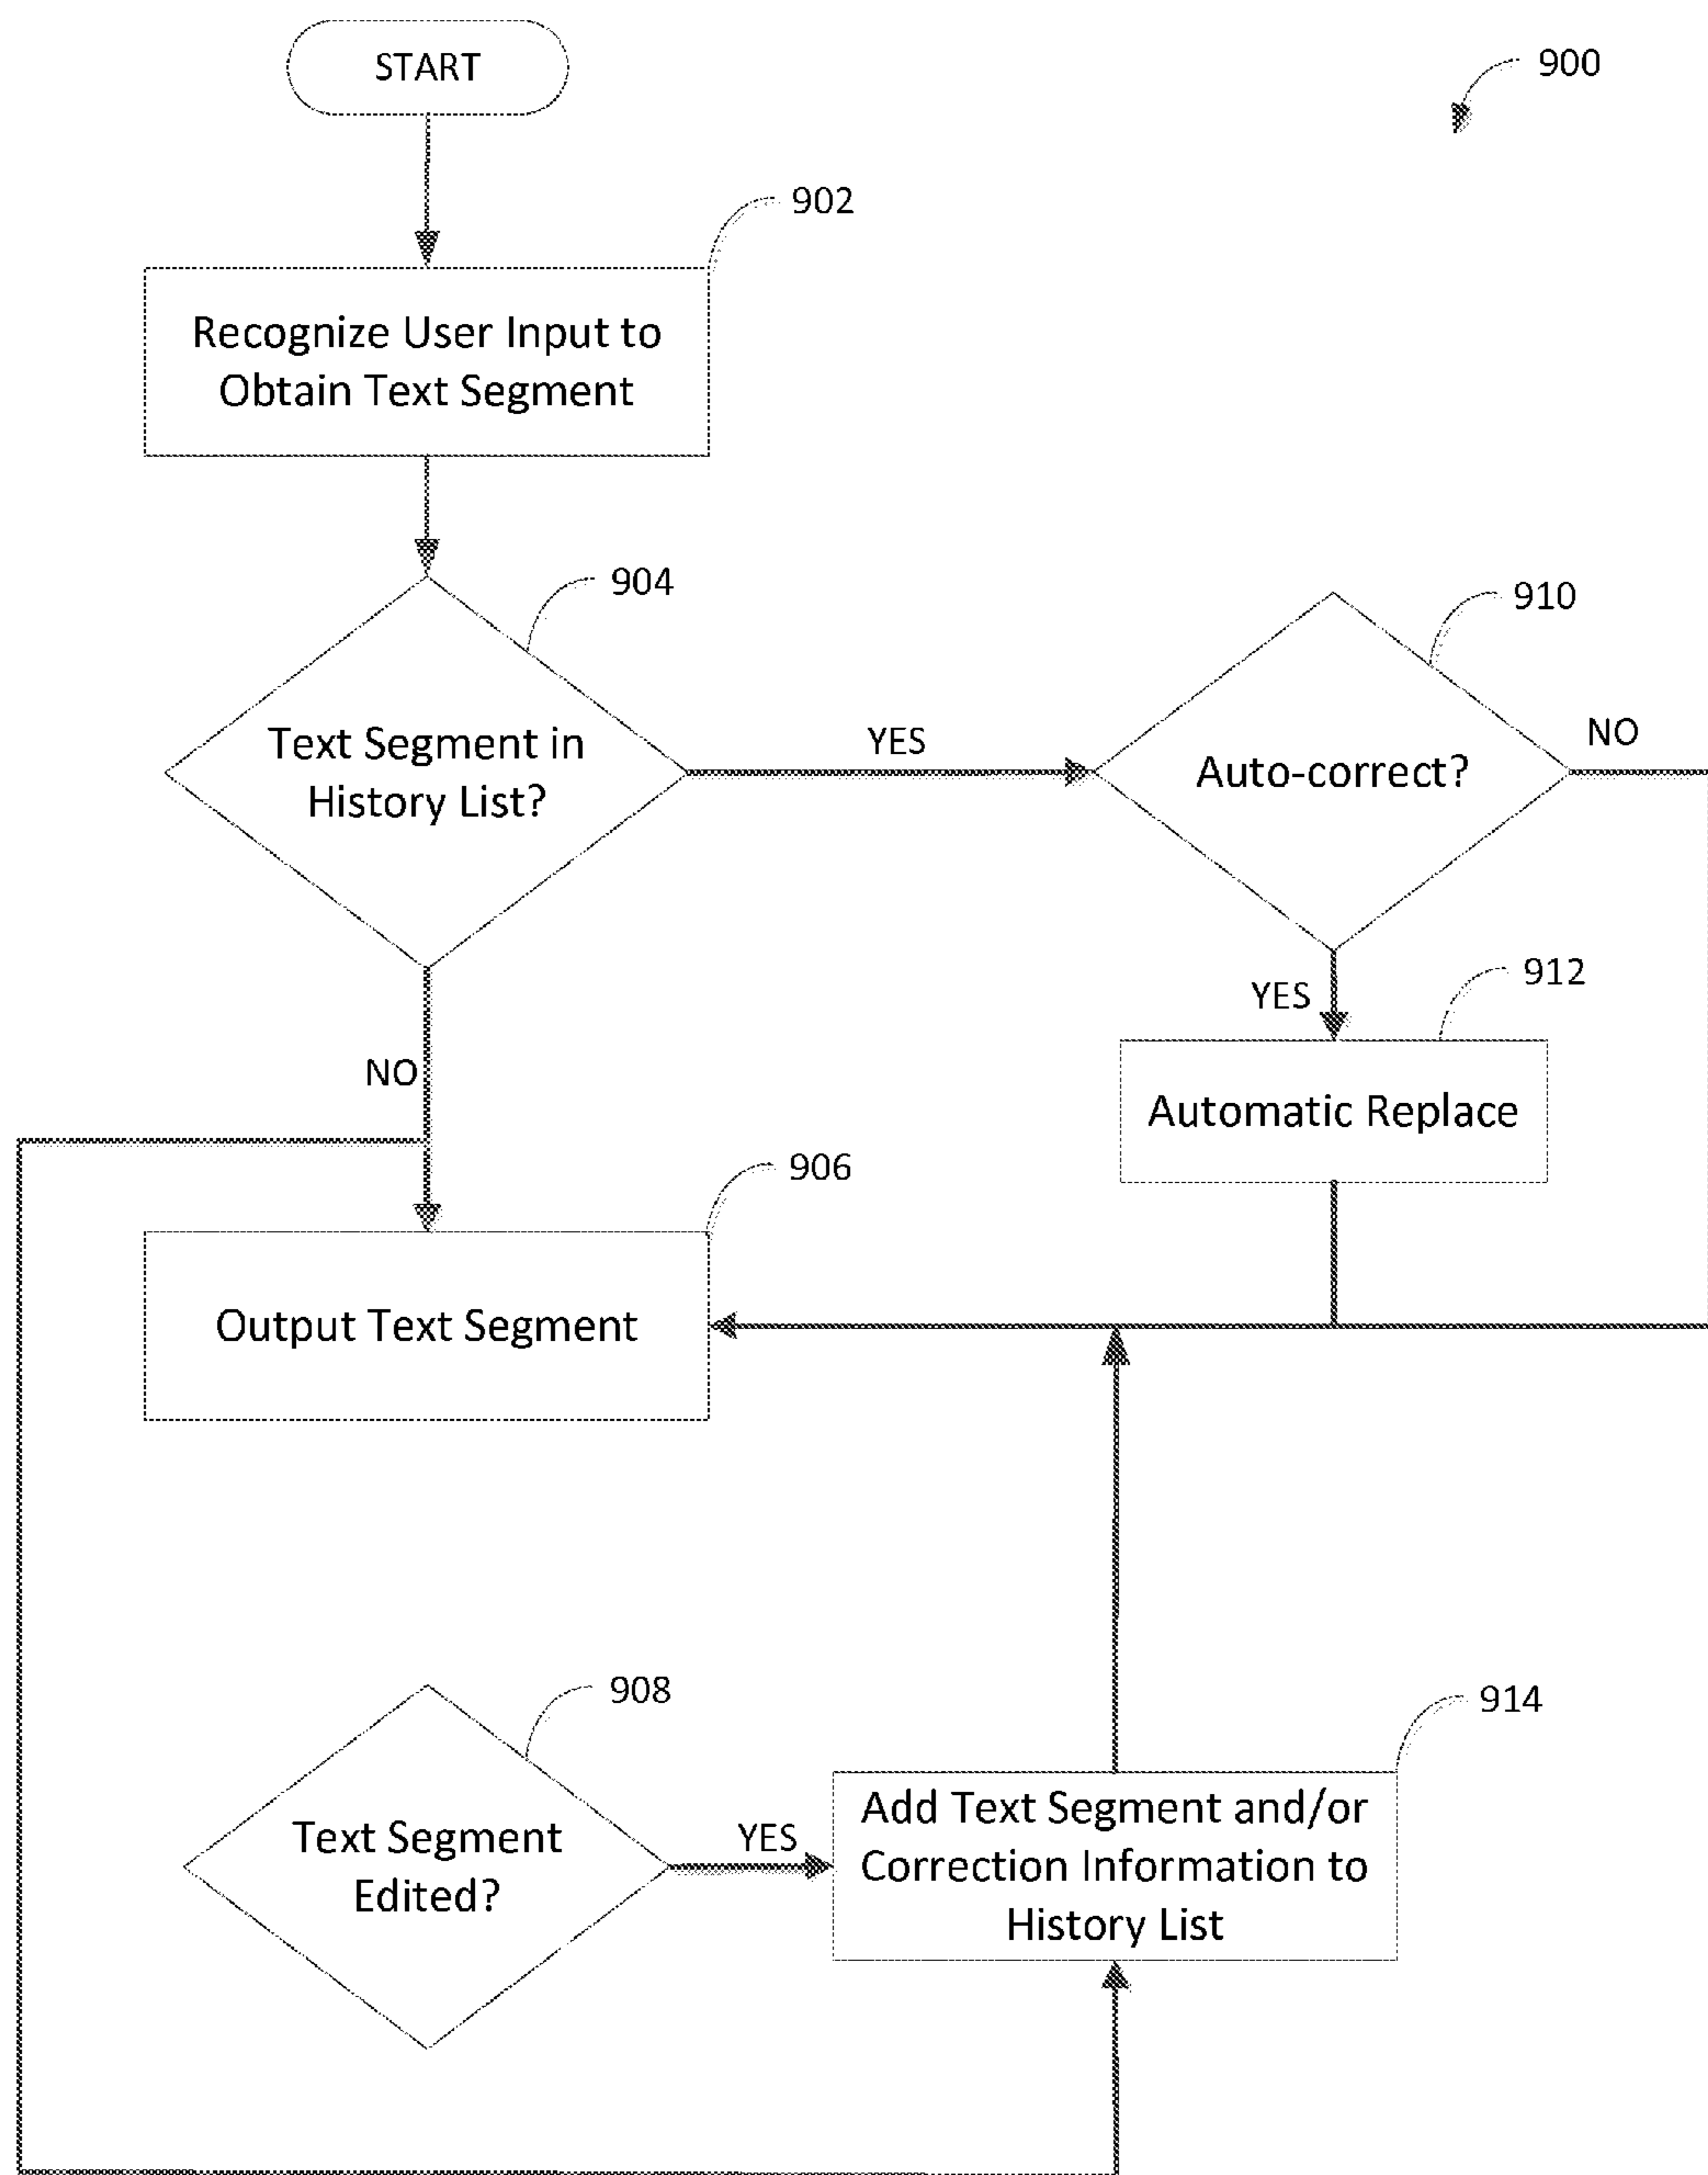 START
900
902
Recognize User Input to
Obtain Text Segment
904
910
Text Segment in
History List?
YES
Auto-correct?
NO
912
YES
NO
Automatic Replace
906
Output Text Segment
908
914
Text Segment
Edited?
YES
Add Text Segment and/or
Correction Information to
History List